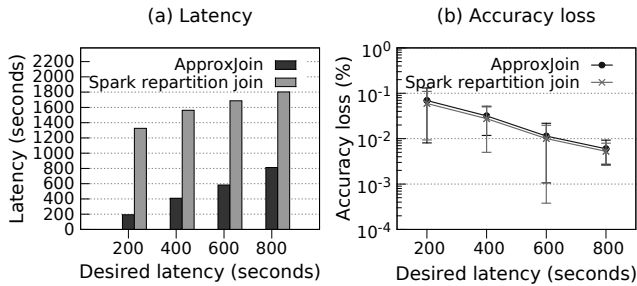 (a) Latency
Latency (seconds)
2200
2000
1800
1600
1400
1200
1000
800
600
400
200
0
ApproxJoin
Spark repartition join
200 400 600 800
Desired latency (seconds)
(b) Accuracy loss
Accuracy loss (%)
10^0
10^-1
10^-2
10^-3
10^-4
ApproxJoin
Spark repartition join
200 400 600 800
Desired latency (seconds)